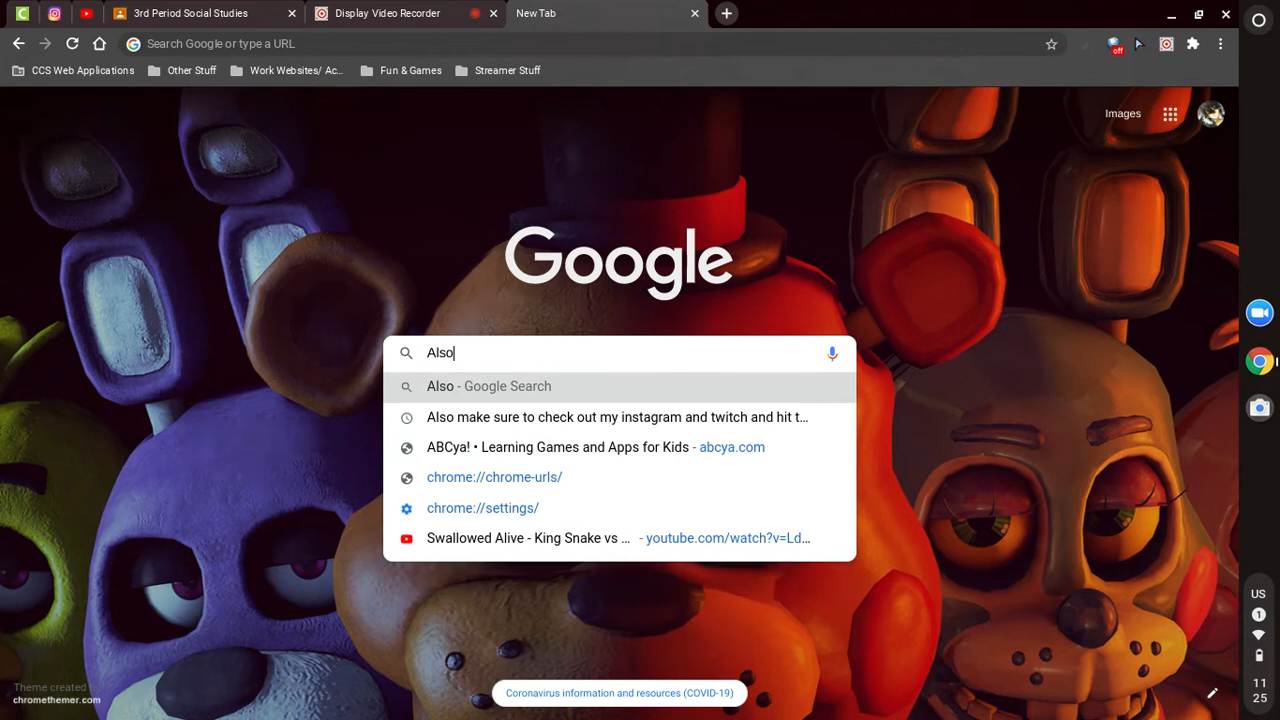 3rd Period Social Studies
Display Video Recorder
New Tab
Search Google or type a URL
off
CCS Web Applications
Other Stuff
Work Websites/ Ac...
Fun & Games
Streamer Stuff
Images
Google
Also
Also - Google Search
Also make sure to check out my instagram and twitch and hit t...
ABCya! • Learning Games and Apps for Kids - abcya.com
chrome://chrome-urls/
chrome://settings/
Swallowed Alive - King Snake vs ... - youtube.com/watch?v=Ld...
US
1
Theme created by
chromethemer.com
Coronavirus information and resources (COVID-19)
11
25